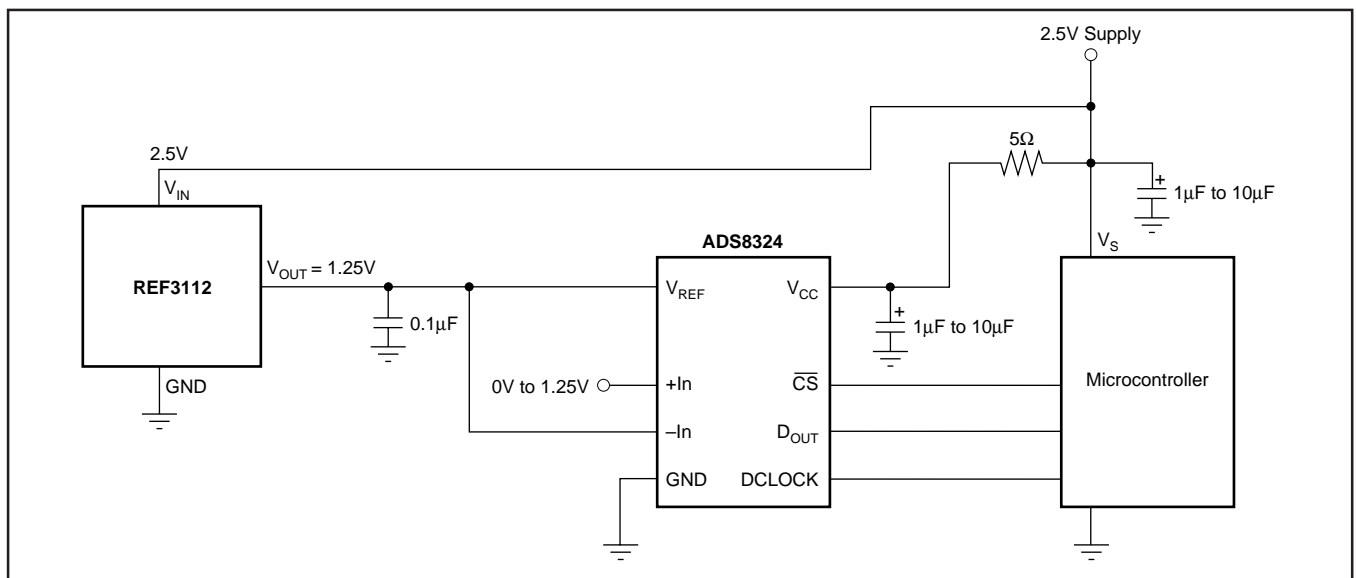 2.5V Supply
2.5V
5Ω
V_IN
+
1μF to 10μF
ADS8324
V_S
REF3112
V_OUT = 1.25V
V_REF
V_CC
0.1μF
+
1μF to 10μF
GND
0V to 1.25V
+In
C̅S̅
Microcontroller
–In
D_OUT
GND
DCLOCK